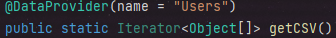 @DataProvider(name = "Users")
public static Iterator<Object[]> getCSV()